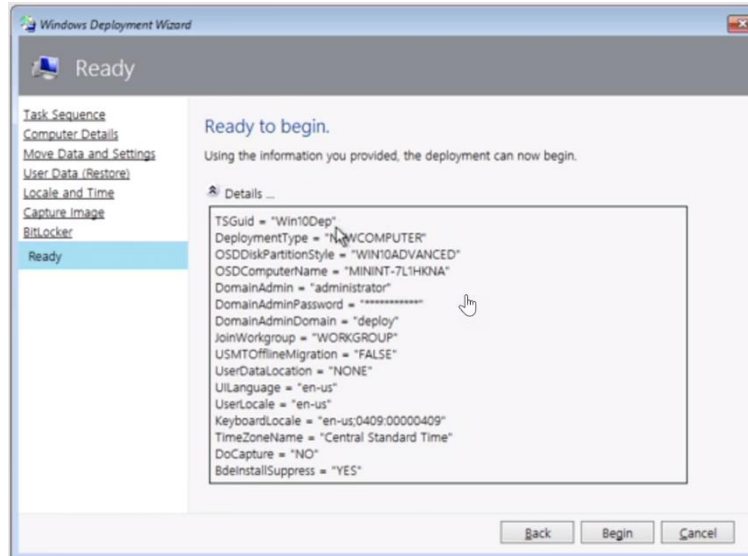 Windows Deployment Wizard
Ready
Task Sequence
Computer Details
Move Data and Settings
User Data (Restore)
Locale and Time
Capture Image
BitLocker
Ready
Ready to begin.
Using the information you provided, the deployment can now begin.
Details ...
TSGuid = "Win10Dep"
DeploymentType = "NEWCOMPUTER"
OSDDiskPartitionStyle = "WIN10ADVANCED"
OSDComputerName = "MININT-7L1HKNA"
DomainAdmin = "administrator"
DomainAdminPassword = "************"
DomainAdminDomain = "deploy"
JoinWorkgroup = "WORKGROUP"
USMTOfflineMigration = "FALSE"
UserDataLocation = "NONE"
UILanguage = "en-us"
UserLocale = "en-us"
KeyboardLocale = "en-us;0409:00000409"
TimeZoneName = "Central Standard Time"
DoCapture = "NO"
BdeInstallSuppress = "YES"
Back Begin Cancel